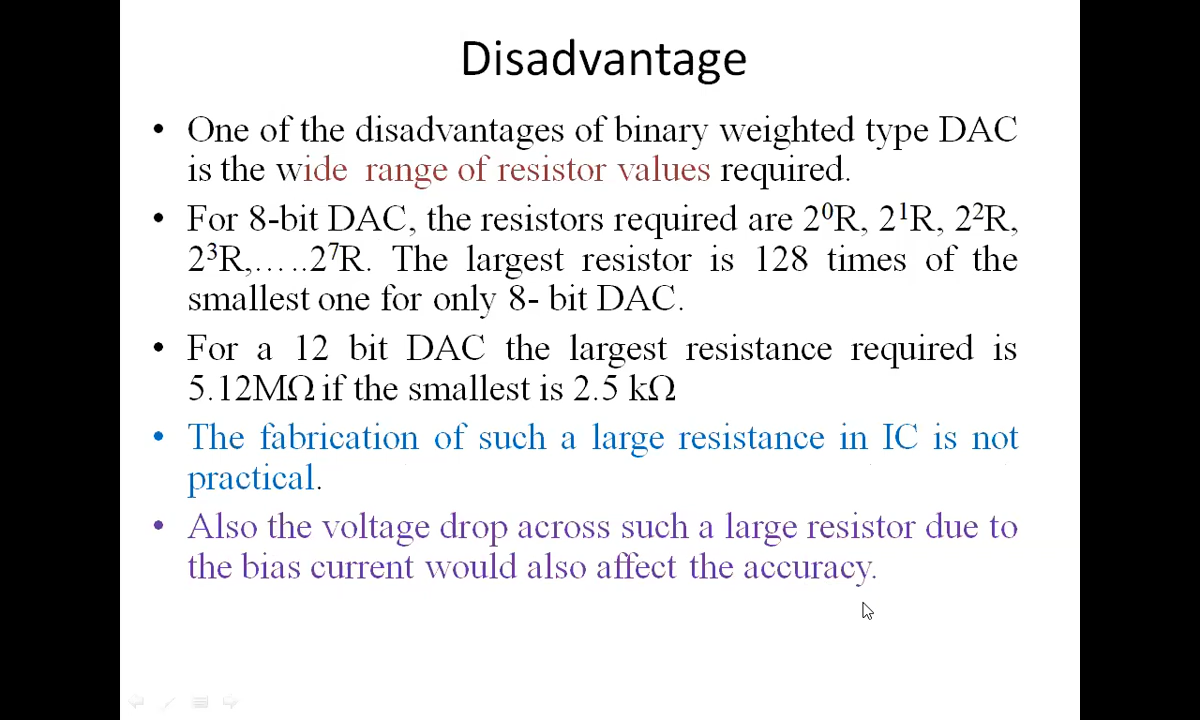 Disadvantage
• One of the disadvantages of binary weighted type DAC
is the wide range of resistor values required.
• For 8-bit DAC, the resistors required are 2⁰R, 2¹R, 2²R,
2³R,…..2⁷R. The largest resistor is 128 times of the
smallest one for only 8- bit DAC.
• For a 12 bit DAC the largest resistance required is
5.12MΩ if the smallest is 2.5 kΩ
• The fabrication of such a large resistance in IC is not
practical.
• Also the voltage drop across such a large resistor due to
the bias current would also affect the accuracy.